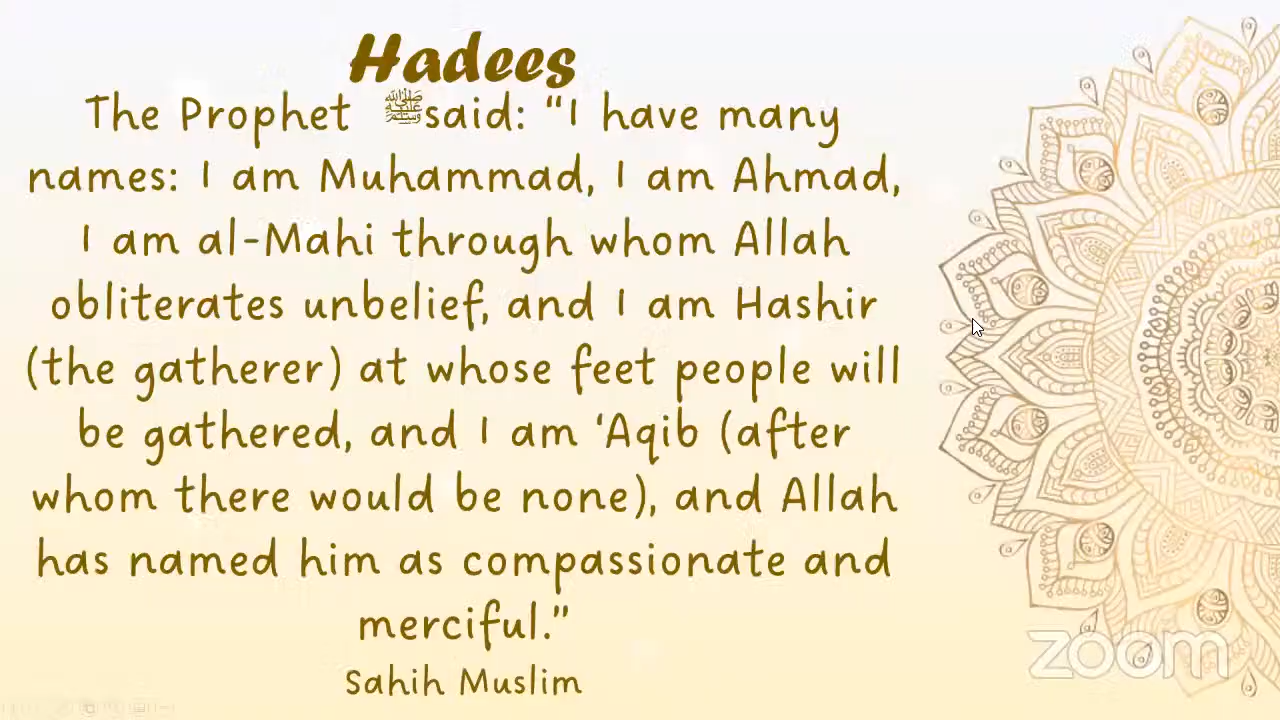 Hadees
The Prophet ﷺsaid: “I have many
names: I am Muhammad, I am Ahmad,
I am al-Mahi through whom Allah
obliterates unbelief, and I am Hashir
(the gatherer) at whose feet people will
be gathered, and I am ‘Aqib (after
whom there would be none), and Allah
has named him as compassionate and
merciful.”
Sahih Muslim
zoom